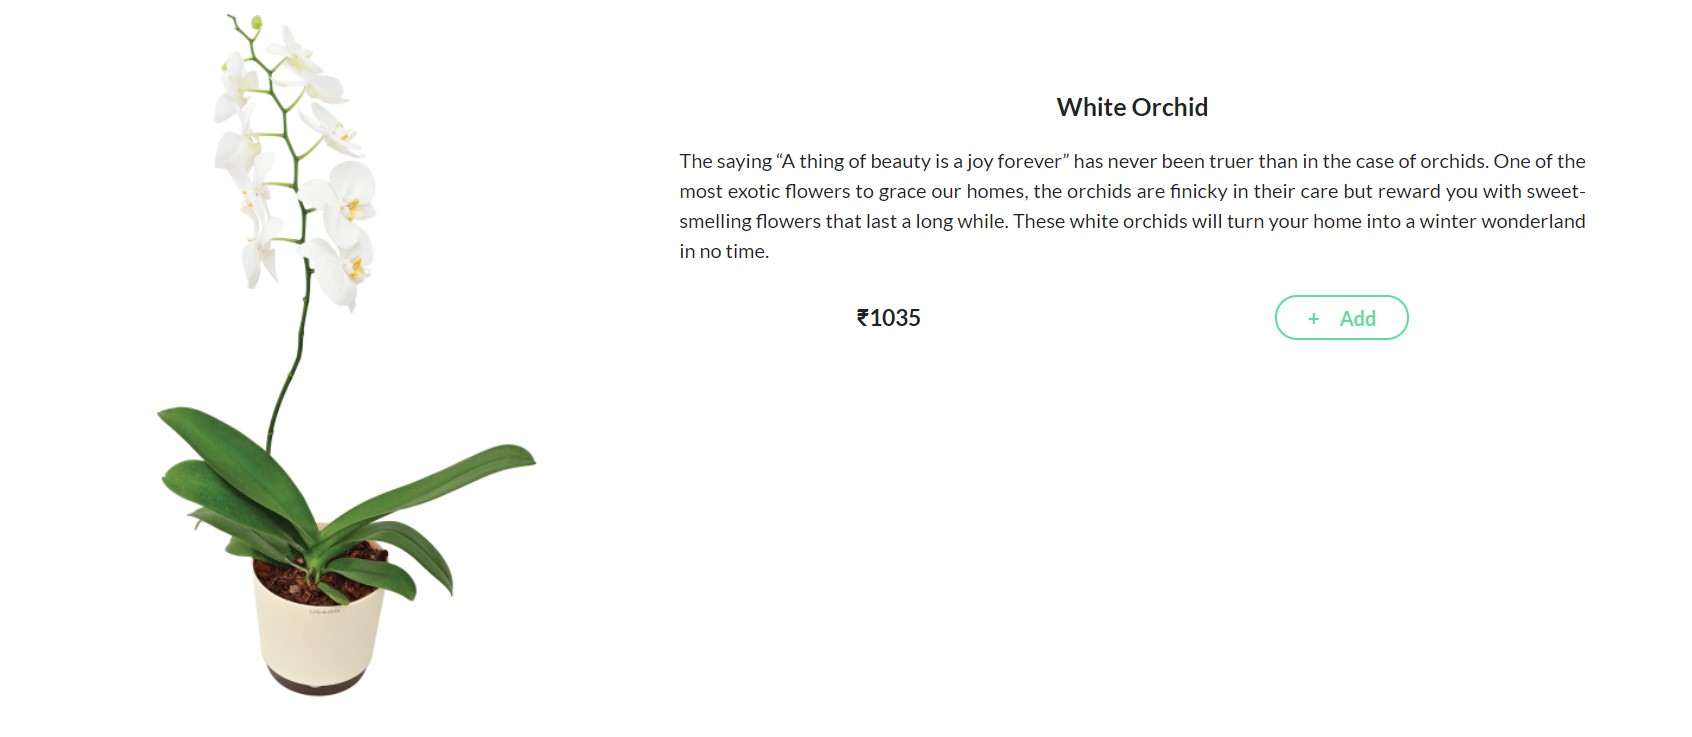 White Orchid
The saying “A thing of beauty is a joy forever” has never been truer than in the case of orchids. One of the
most exotic flowers to grace our homes, the orchids are finicky in their care but reward you with sweet-
smelling flowers that last a long while. These white orchids will turn your home into a winter wonderland
in no time.
₹1035
+ Add